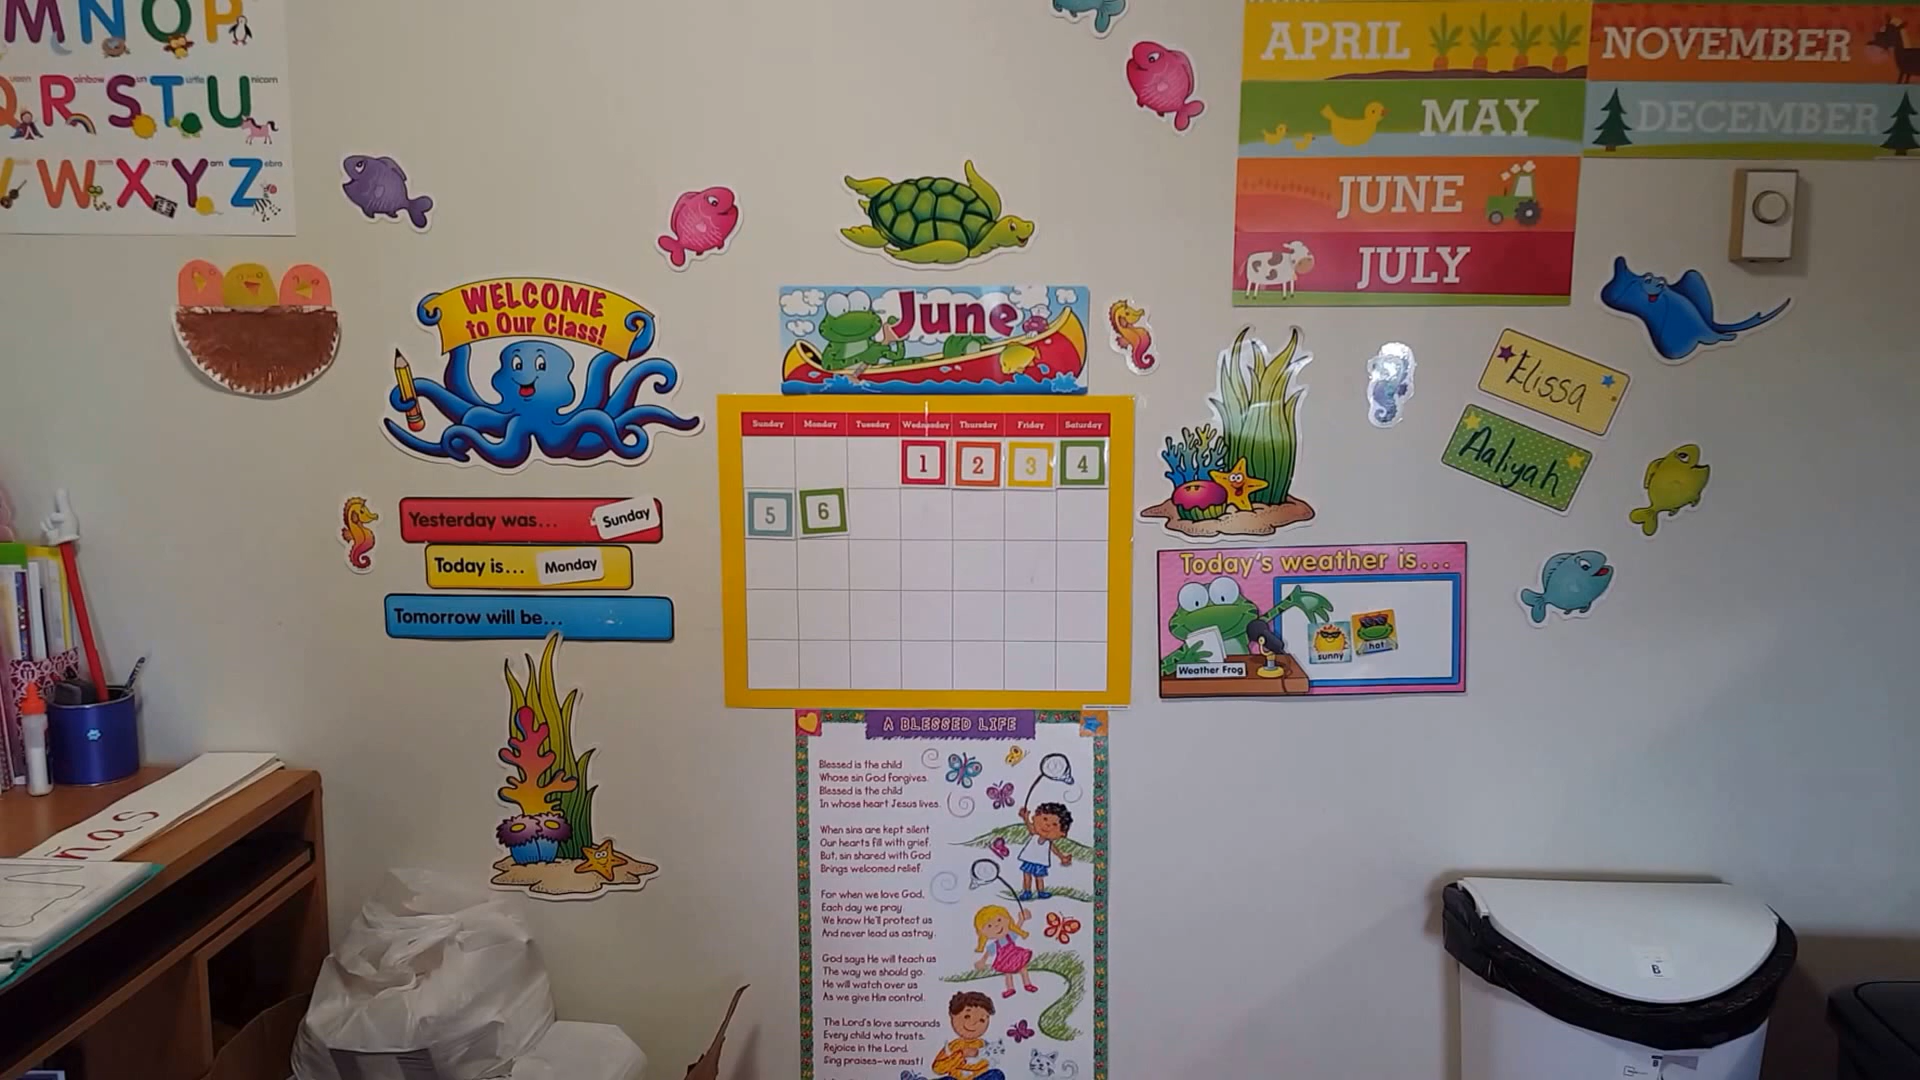 MNOP
QRSTU
rainbow
unicorn
WXYZ
APRIL
MAY
JUNE
JULY
NOVEMBER
DECEMBER
WELCOME
to Our Class!
June
Sunday Monday Tuesday Wednesday Thursday Friday Saturday
1 2 3 4
5 6
Yesterday was... Sunday
Today is... Monday
Tomorrow will be...
Elissa
Aaliyah
Today's weather is...
sunny hot
Weather Frog
A BLESSED LIFE
Blessed is the child
Whose sin God forgives.
Blessed is the child
In whose heart Jesus lives.
When sins are kept silent
Our hearts fill with grief.
But, sin shared with God
Brings welcomed relief.
For when we love God,
Each day we pray
We know He'll protect us
And never lead us astray.
God says He will teach us
The way we should go.
He will watch over us
As we give Him control.
The Lord's love surrounds
Every child who trusts.
Rejoice in the Lord.
Sing praises—we must!
ñas
B